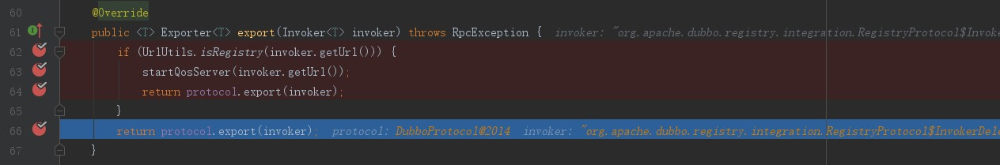 60 @Override
61 public <T> Exporter<T> export(Invoker<T> invoker) throws RpcException { invoker: "org.apache.dubbo.registry.integration.RegistryProtocol$Invoke
62 if (UrlUtils.isRegistry(invoker.getUrl())) {
63 startQosServer(invoker.getUrl());
64 return protocol.export(invoker);
65 }
66 return protocol.export(invoker); protocol: DubboProtocol@2014 invoker: "org.apache.dubbo.registry.integration.RegistryProtocol$InvokerDele
67 }